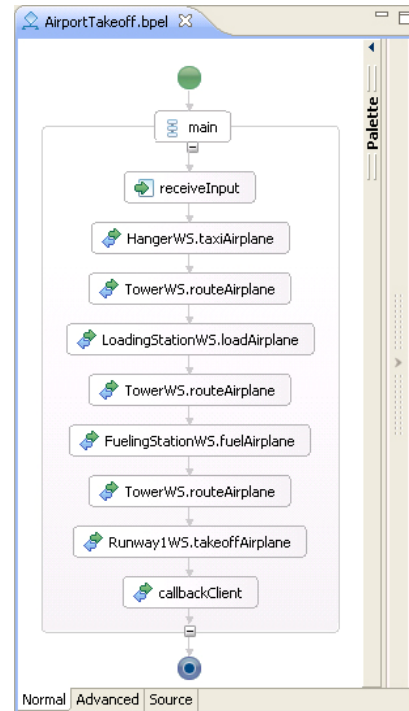 AirportTakeoff.bpel
Palette
main
receiveInput
HangerWS.taxiAirplane
TowerWS.routeAirplane
LoadingStationWS.loadAirplane
TowerWS.routeAirplane
FuelingStationWS.fuelAirplane
TowerWS.routeAirplane
Runway1WS.takeoffAirplane
callbackClient
Normal Advanced Source